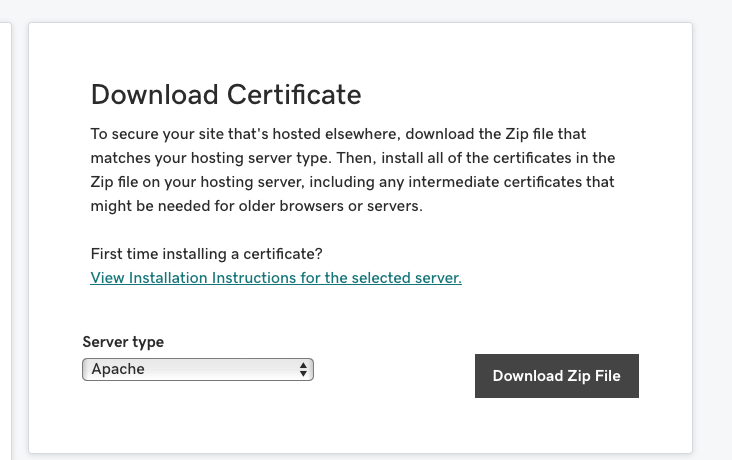 Download Certificate
To secure your site that's hosted elsewhere, download the Zip file that
matches your hosting server type. Then, install all of the certificates in the
Zip file on your hosting server, including any intermediate certificates that
might be needed for older browsers or servers.
First time installing a certificate?
View Installation Instructions for the selected server.
Server type
Apache
Download Zip File